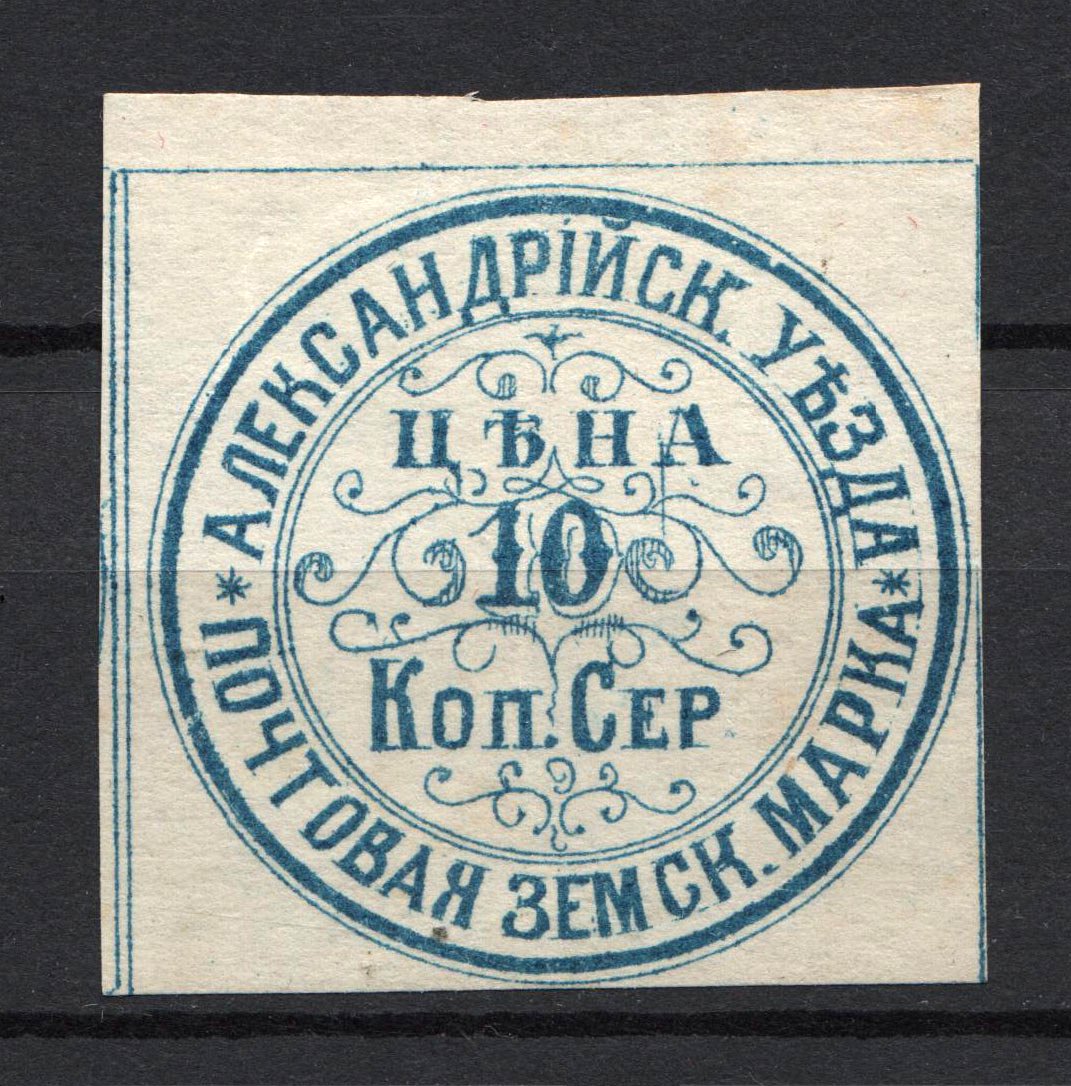 АЛЕКСАНДРІЙСК. УѢЗДА
ЦѢНА
10
КОП. СЕР
* ПОЧТОВАЯ ЗЕМСК. МАРКА *